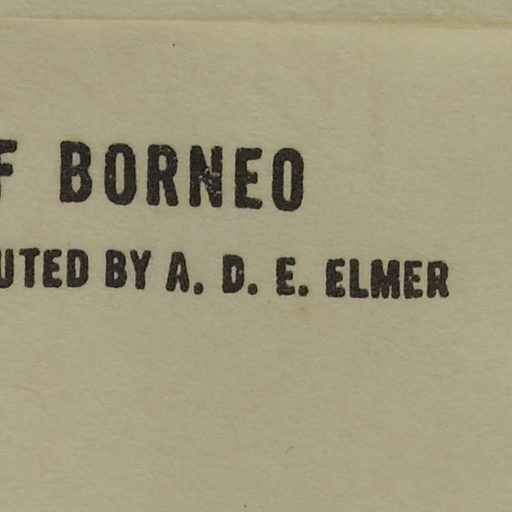 F BORNEO
UTED BY A. D. E. ELMER